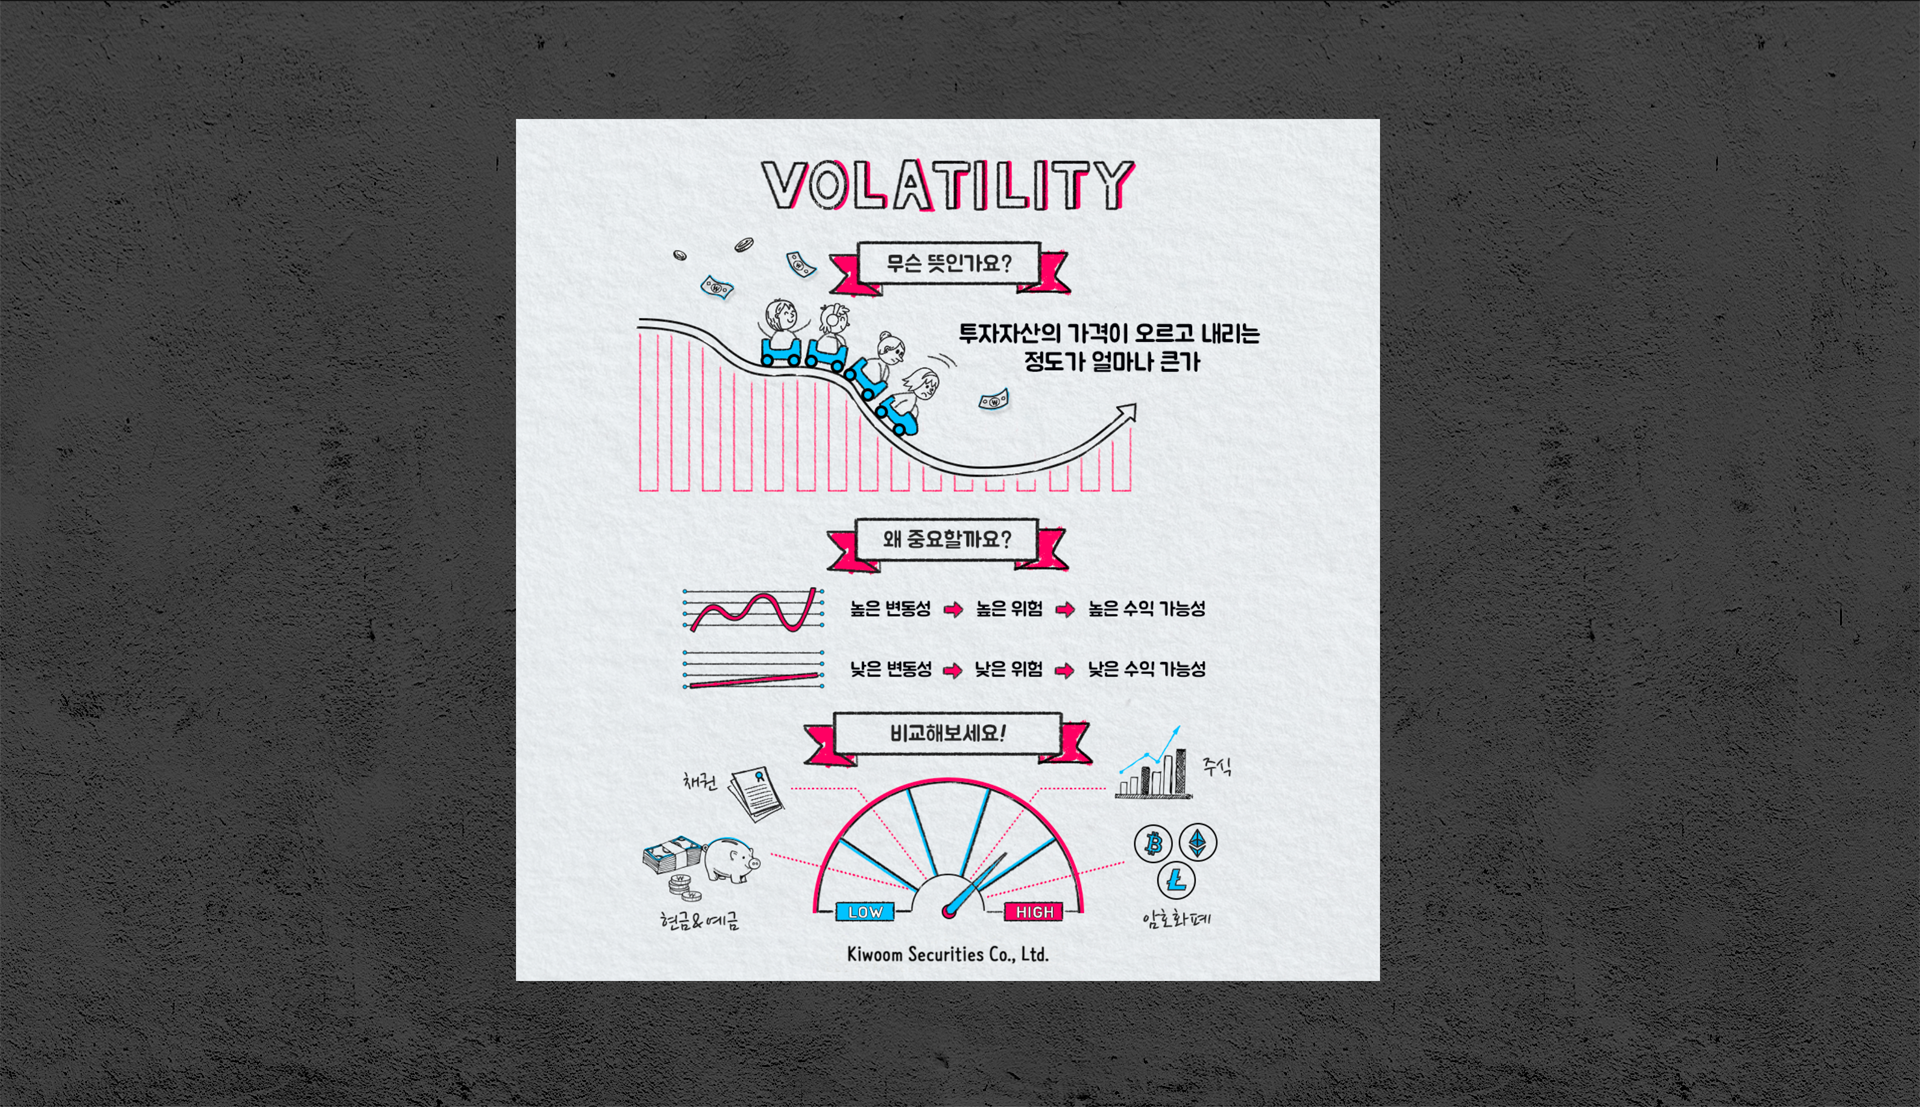 VOLATILITY
무슨 뜻인가요?
투자자산의 가격이 오르고 내리는
정도가 얼마나 큰가
왜 중요할까요?
높은 변동성 높은 위험 높은 수익 가능성
낮은 변동성 낮은 위험 낮은 수익 가능성
비교해보세요!
채권
주식
현금&예금
LOW
HIGH
암호화폐
Kiwoom Securities Co., Ltd.